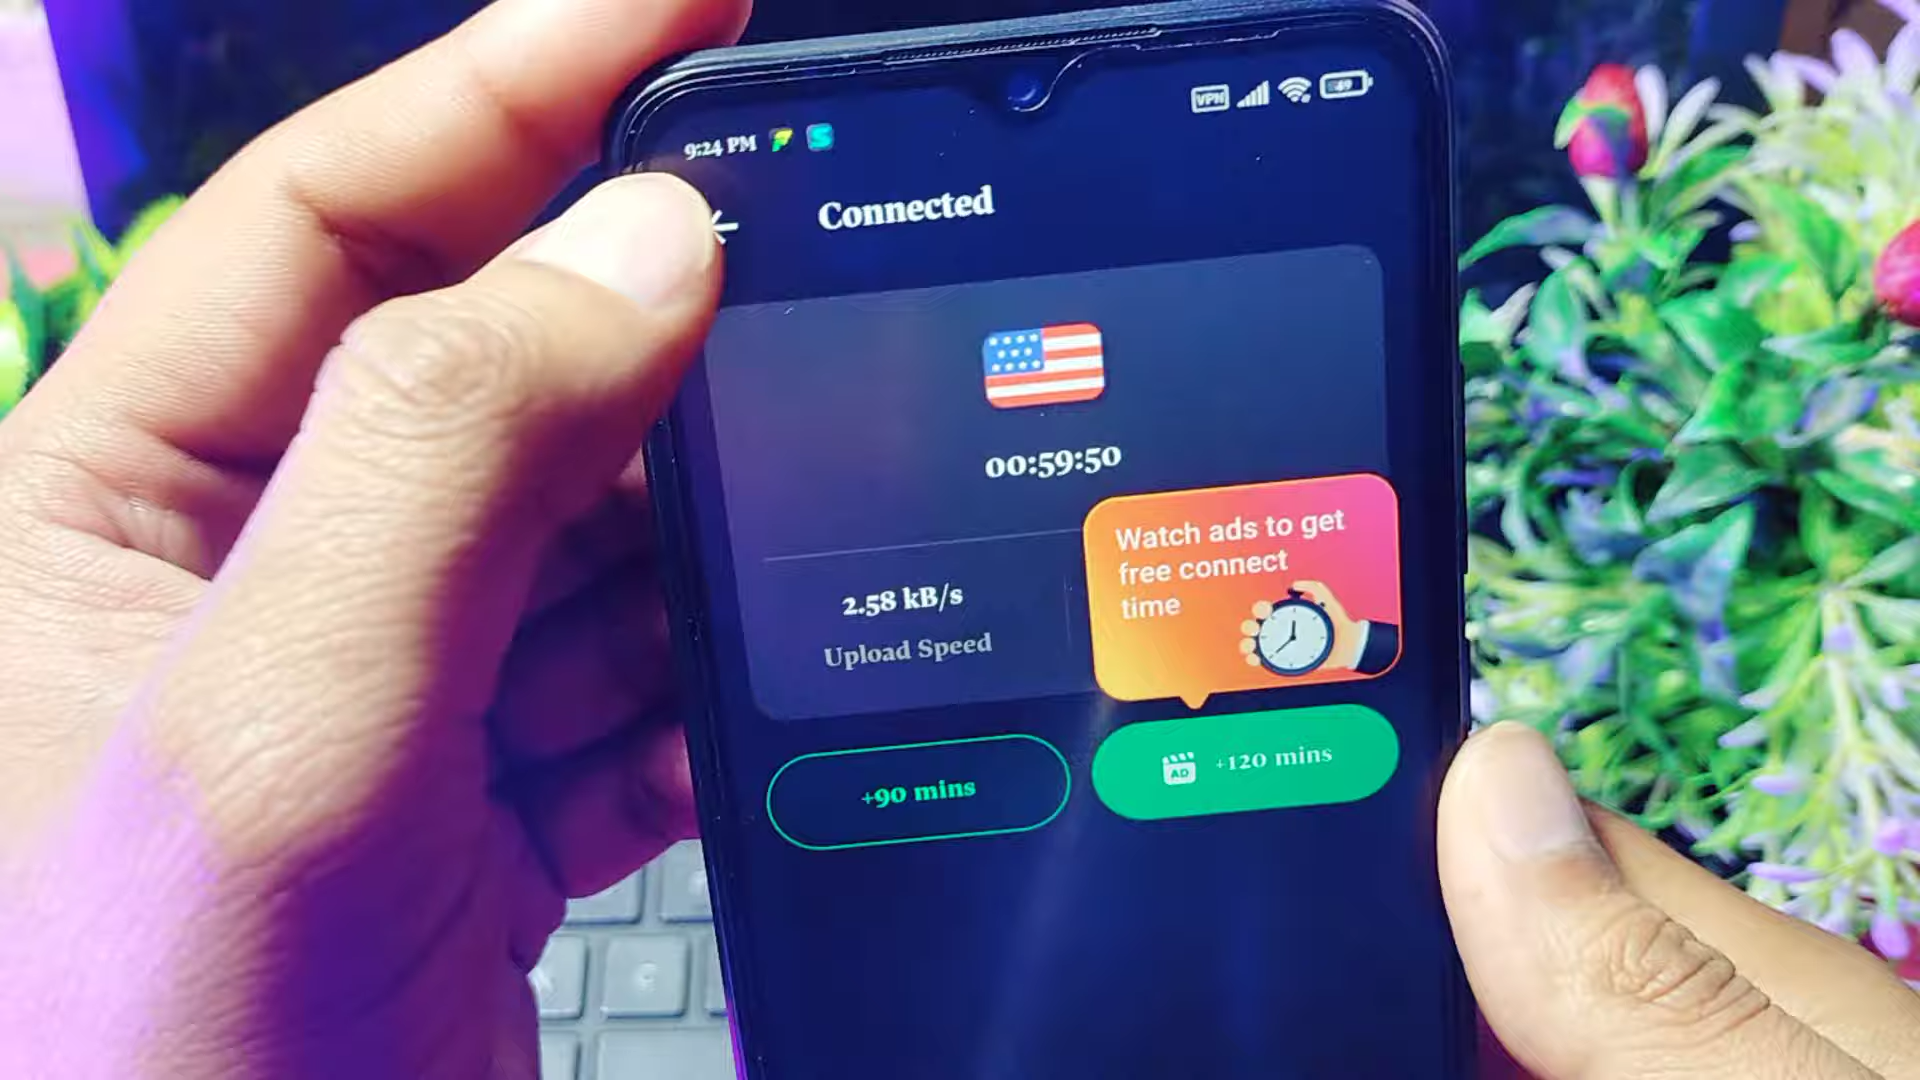 9:24 PM
VPN
49
Connected
00:59:50
Watch ads to get
free connect
time
2.58 kB/s
Upload Speed
+90 mins
AD
+120 mins